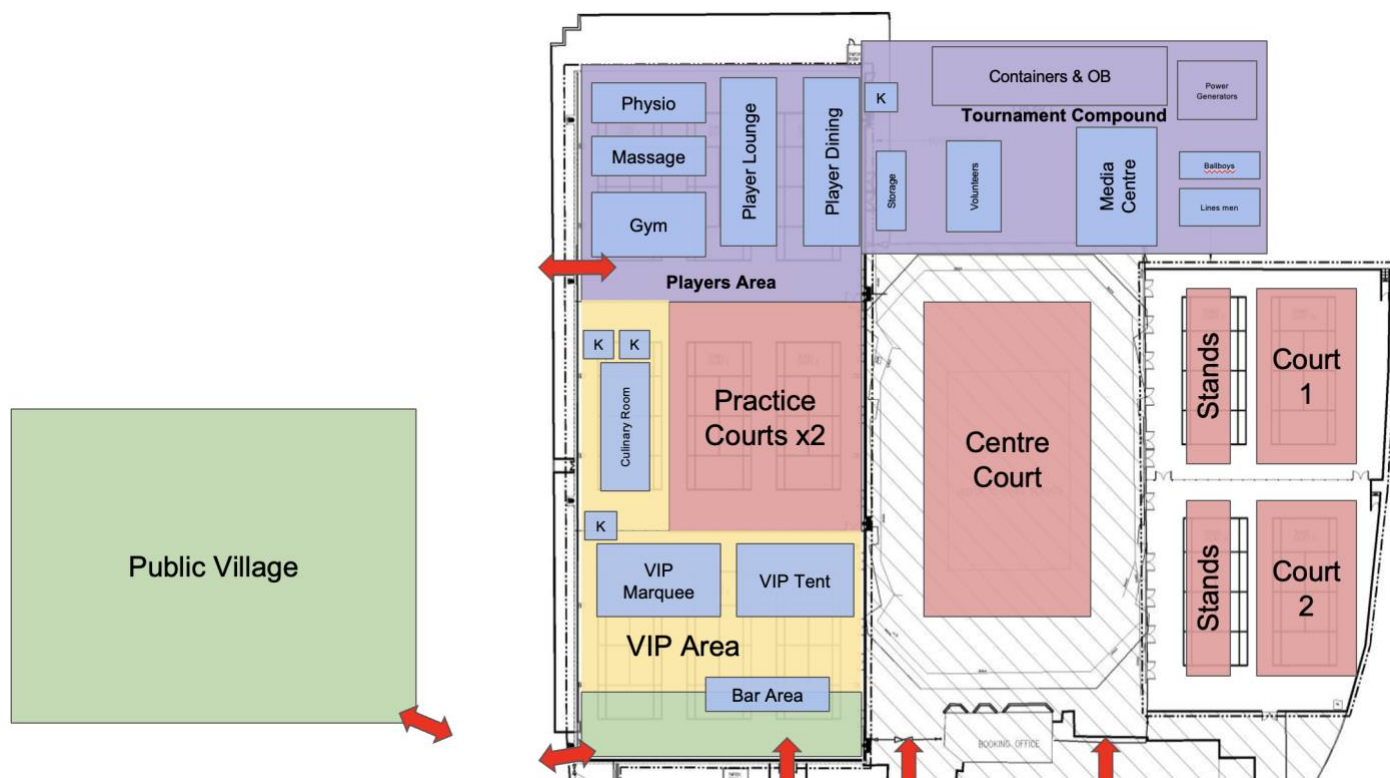 Containers & OB
Power
Generators
Physio
K
Tournament Compound
Massage
Player Lounge
Player Dining
Storage
Volunteers
Media
Centre
Ballboys
Gym
Lines men
Players Area
K
K
Culinary Room
Practice
Courts x2
Centre
Court
Stands
Court
1
K
Public Village
VIP
Marquee
VIP Tent
Stands
Court
2
VIP Area
Bar Area
BOOKING OFFICE